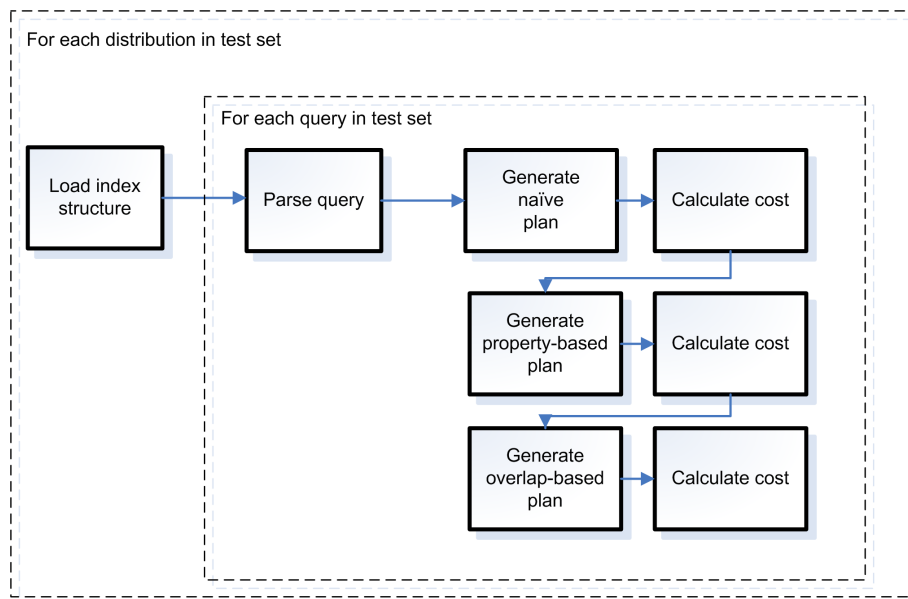 For each distribution in test set
For each query in test set
Load index
structure
Parse query
Generate
naïve
plan
Calculate cost
Generate
property-based
plan
Calculate cost
Generate
overlap-based
plan
Calculate cost